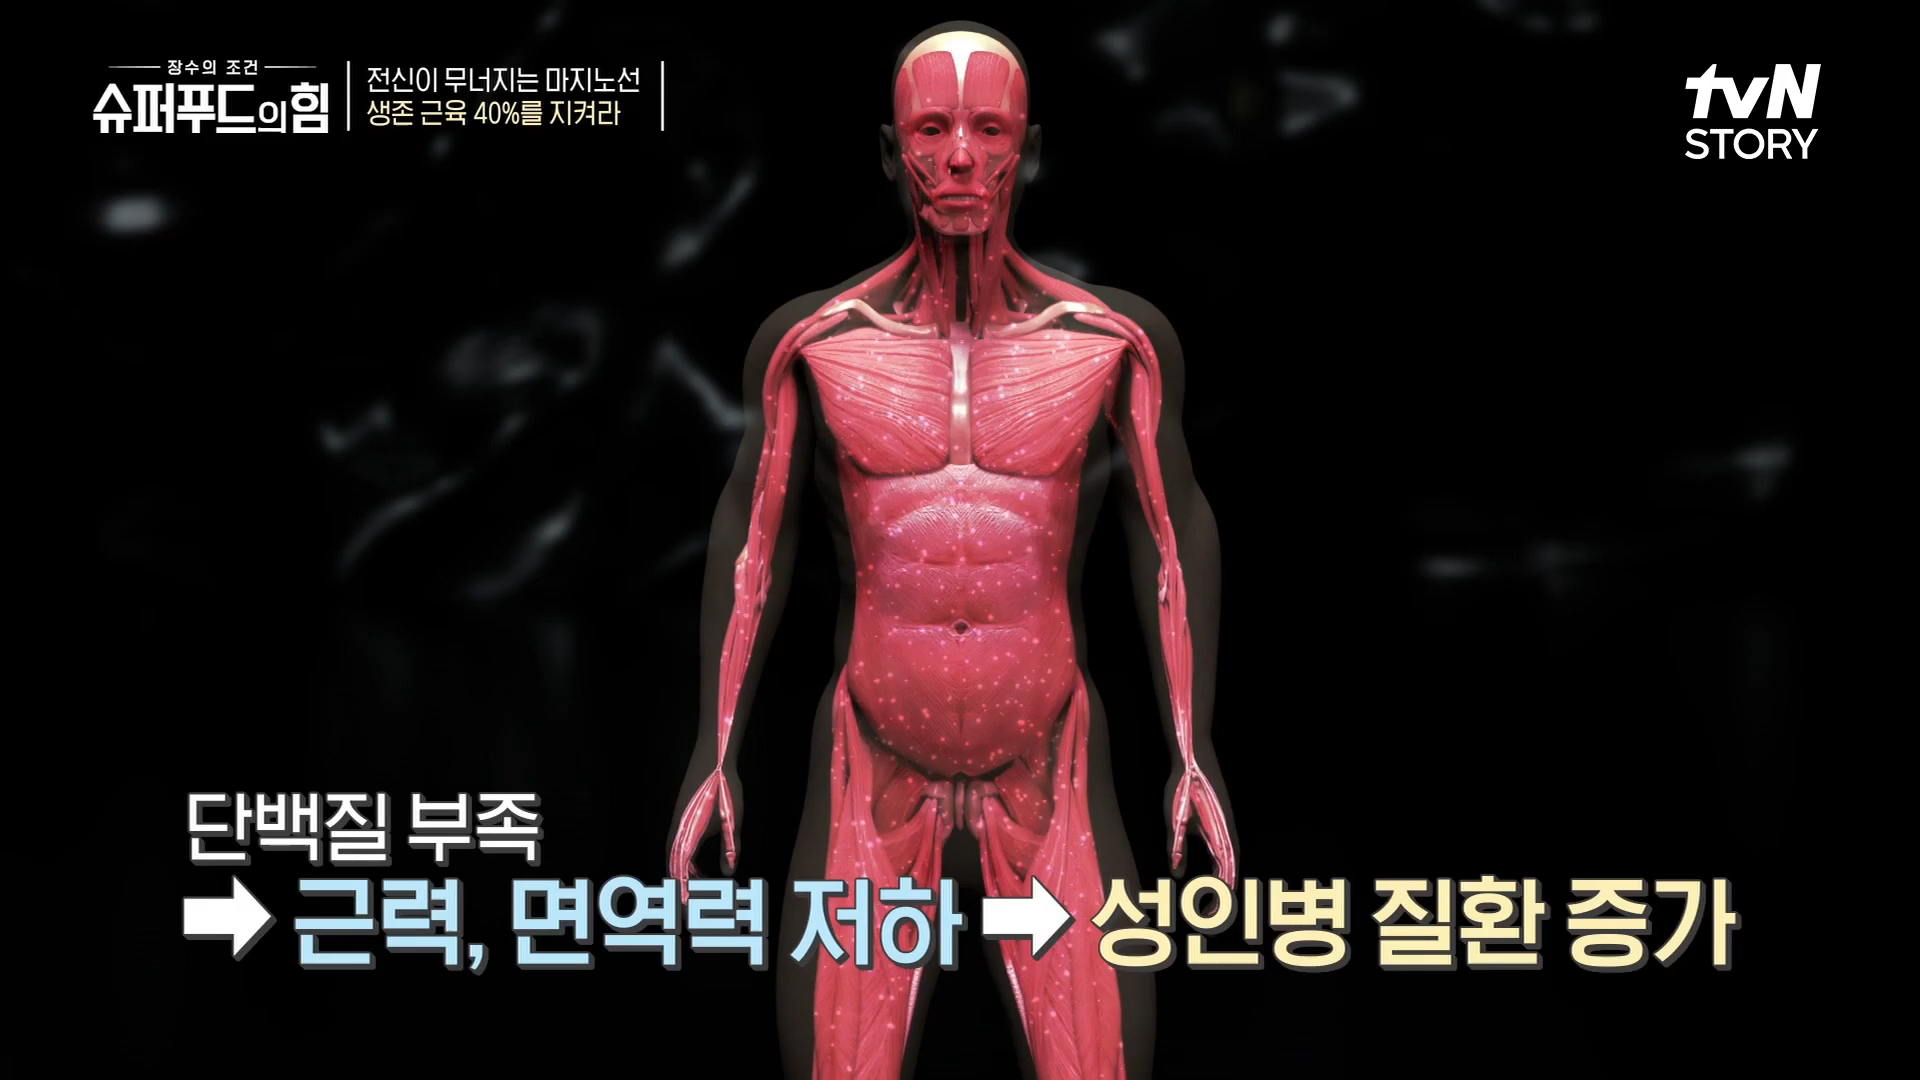 장수의 조건
슈퍼푸드의힘
전신이 무너지는 마지노선
생존 근육 40%를 지켜라
tvN
STORY
단백질 부족
➡ 근력, 면역력 저하 ➡ 성인병 질환 증가